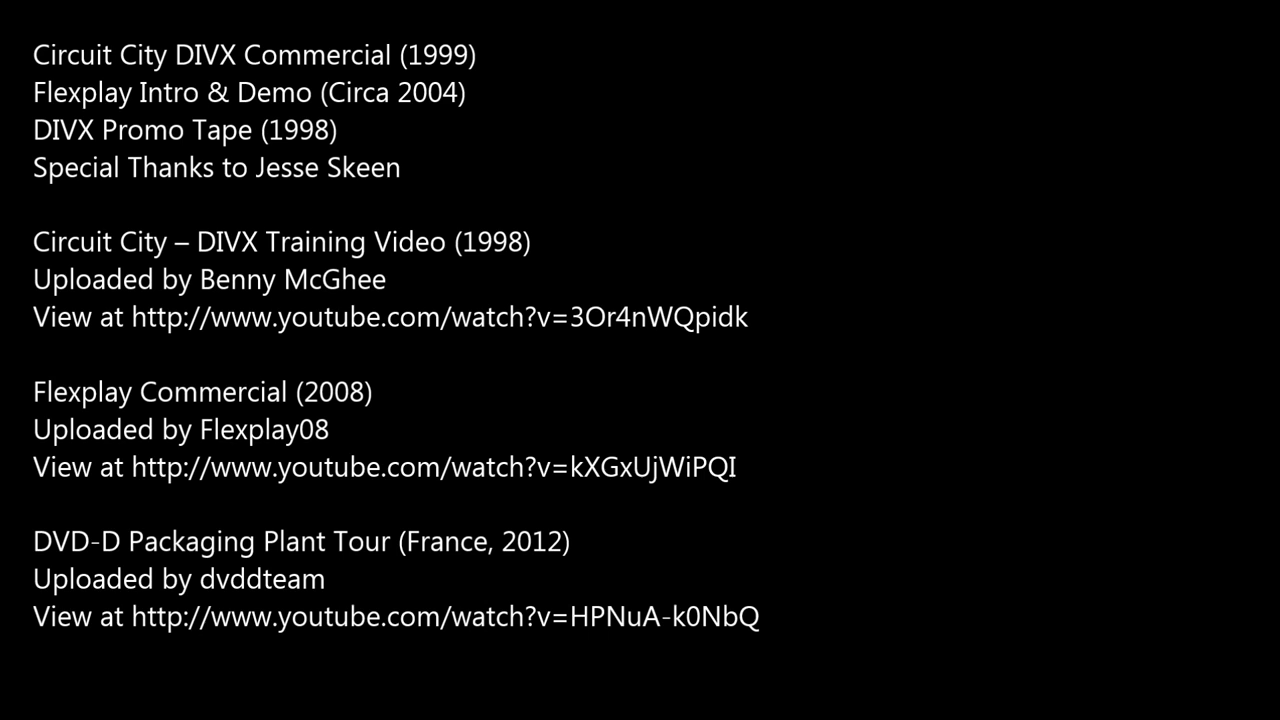 Circuit City DIVX Commercial (1999)
Flexplay Intro & Demo (Circa 2004)
DIVX Promo Tape (1998)
Special Thanks to Jesse Skeen
Circuit City – DIVX Training Video (1998)
Uploaded by Benny McGhee
View at http://www.youtube.com/watch?v=3Or4nWQpidk
Flexplay Commercial (2008)
Uploaded by Flexplay08
View at http://www.youtube.com/watch?v=kXGxUjWiPQI
DVD-D Packaging Plant Tour (France, 2012)
Uploaded by dvddteam
View at http://www.youtube.com/watch?v=HPNuA-k0NbQ